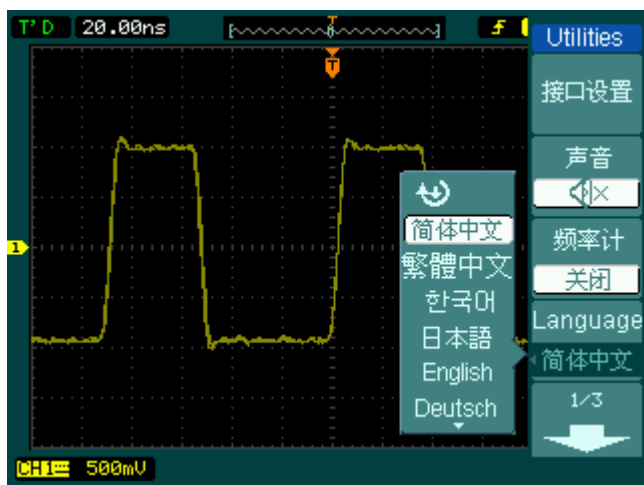 T'D 20.00ns
T
T
1
CH1 500mV
Utilities
接口设置
声音
频率计
关闭
Language
简体中文
1/3
简体中文
繁體中文
한국어
日本語
English
Deutsch